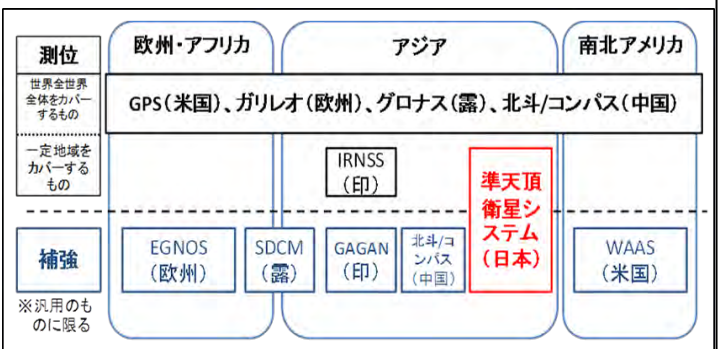 測位
欧州・アフリカ
アジア
南北アメリカ
世界全世界
全体をカバー
するもの
GPS(米国)、ガリレオ(欧州)、グロナス(露)、北斗/コンパス(中国)
一定地域を
カバーする
もの
IRNSS
(印)
準天頂
衛星シ
ステム
(日本)
補強
EGNOS
(欧州)
SDCM
(露)
GAGAN
(印)
北斗/コ
ンパス
(中国)
WAAS
(米国)
※汎用のも
のに限る